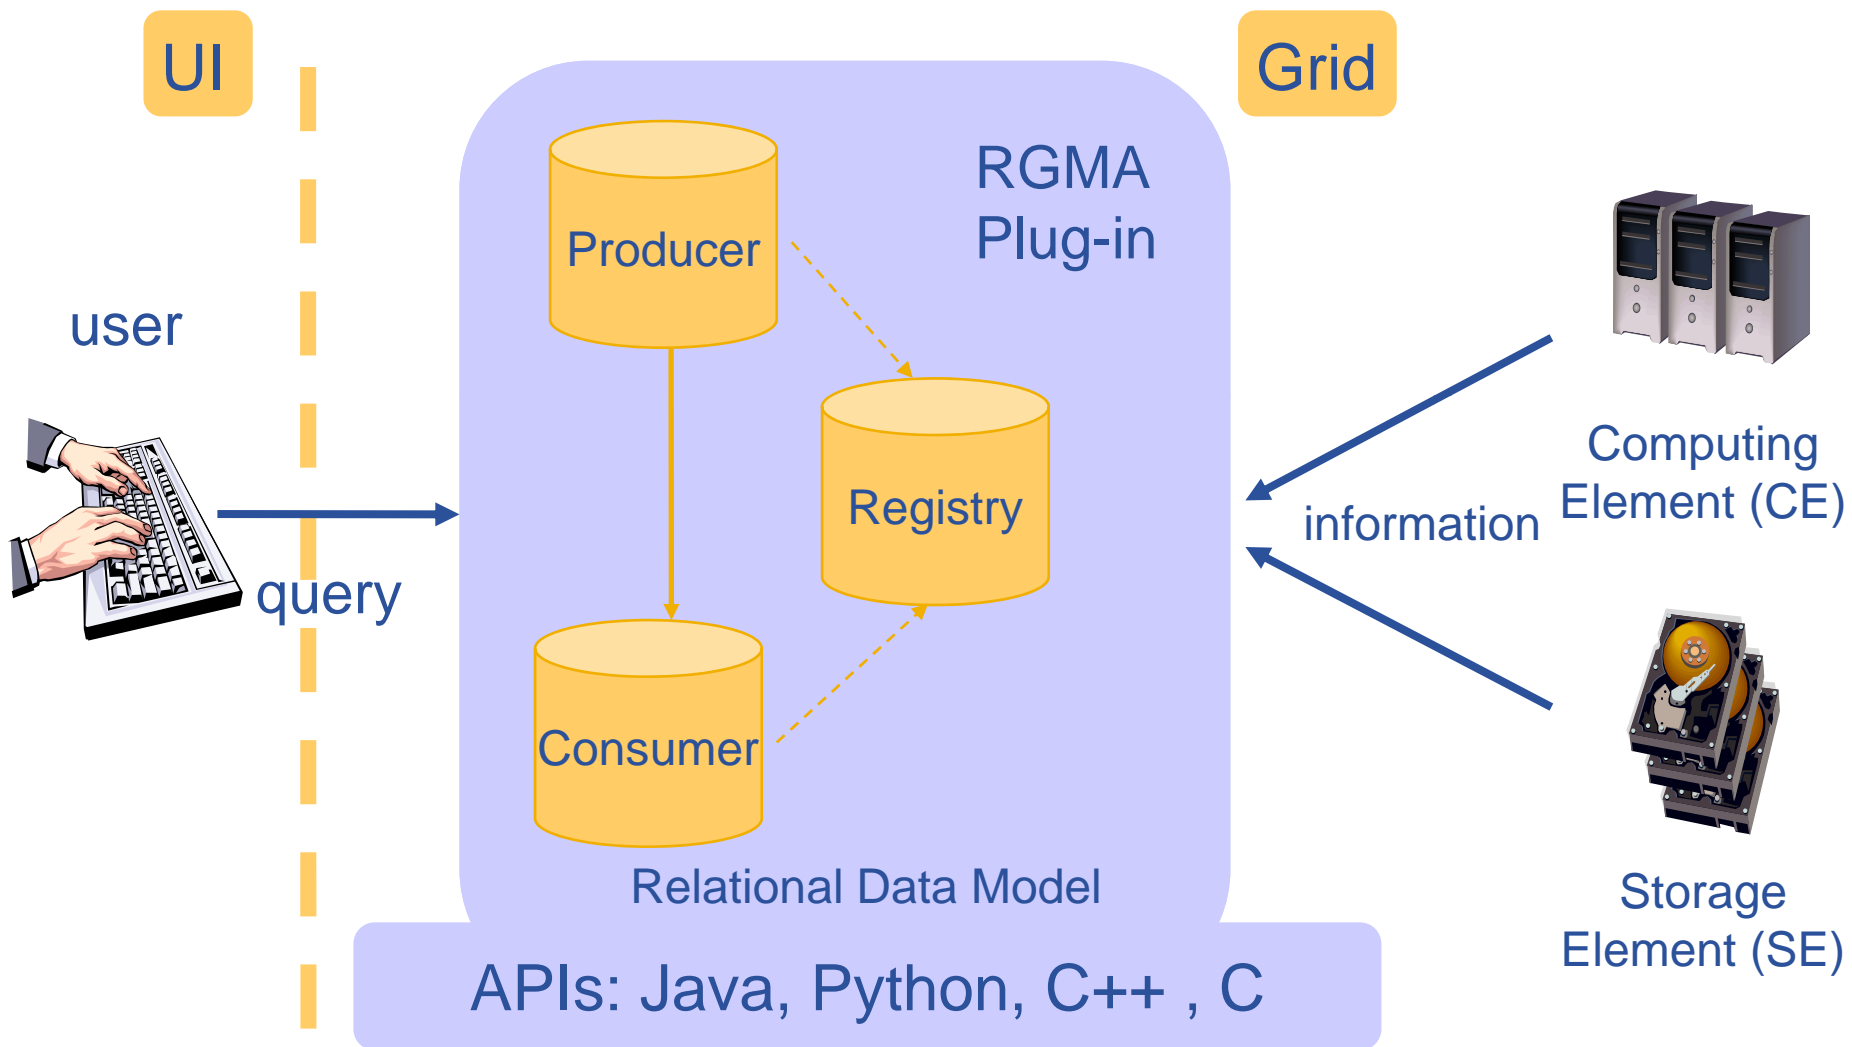 UI
Grid
RGMA
Plug-in
Producer
user
Registry
Computing
Element (CE)
information
query
Consumer
Relational Data Model
Storage
Element (SE)
APIs: Java, Python, C++ , C